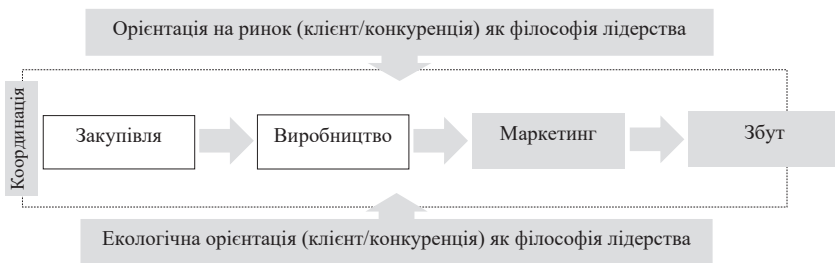 Орієнтація на ринок (клієнт/конкуренція) як філософія лідерства
Координація
Закупівля
Виробництво
Маркетинг
Збут
Екологічна орієнтація (клієнт/конкуренція) як філософія лідерства